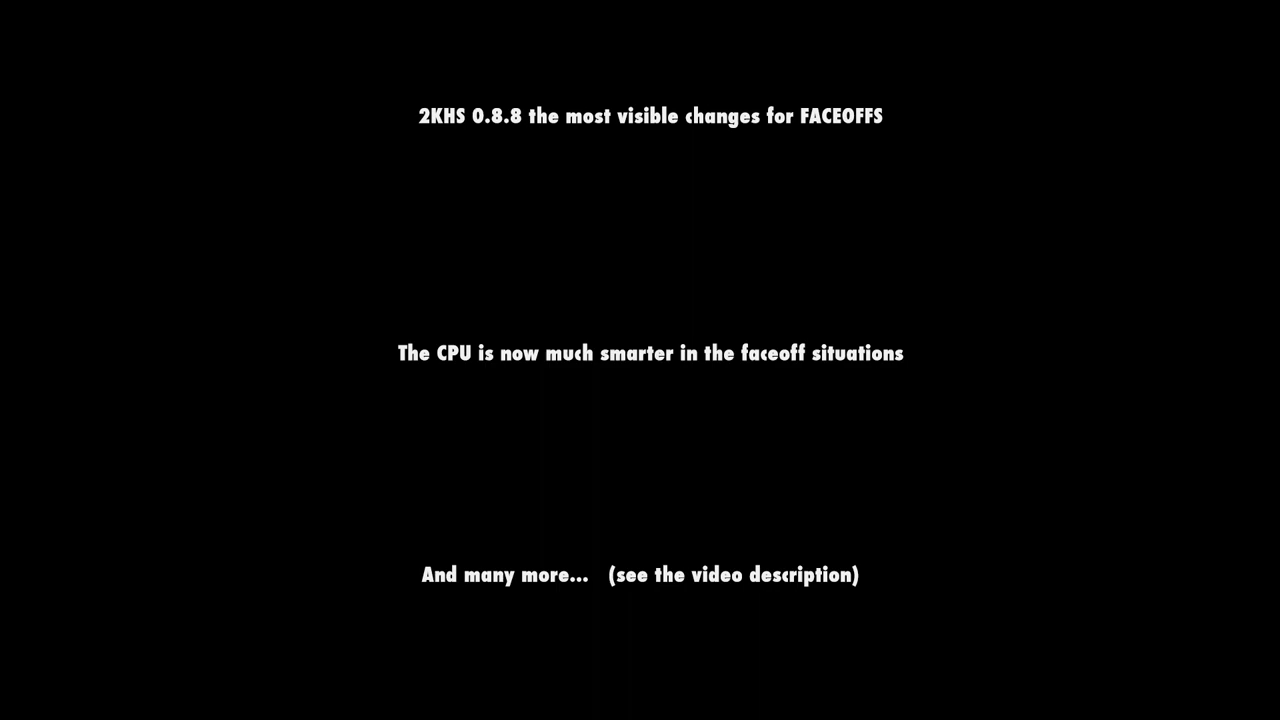 2KHS 0.8.8 the most visible changes for FACEOFFS
The CPU is now much smarter in the faceoff situations
And many more... (see the video description)